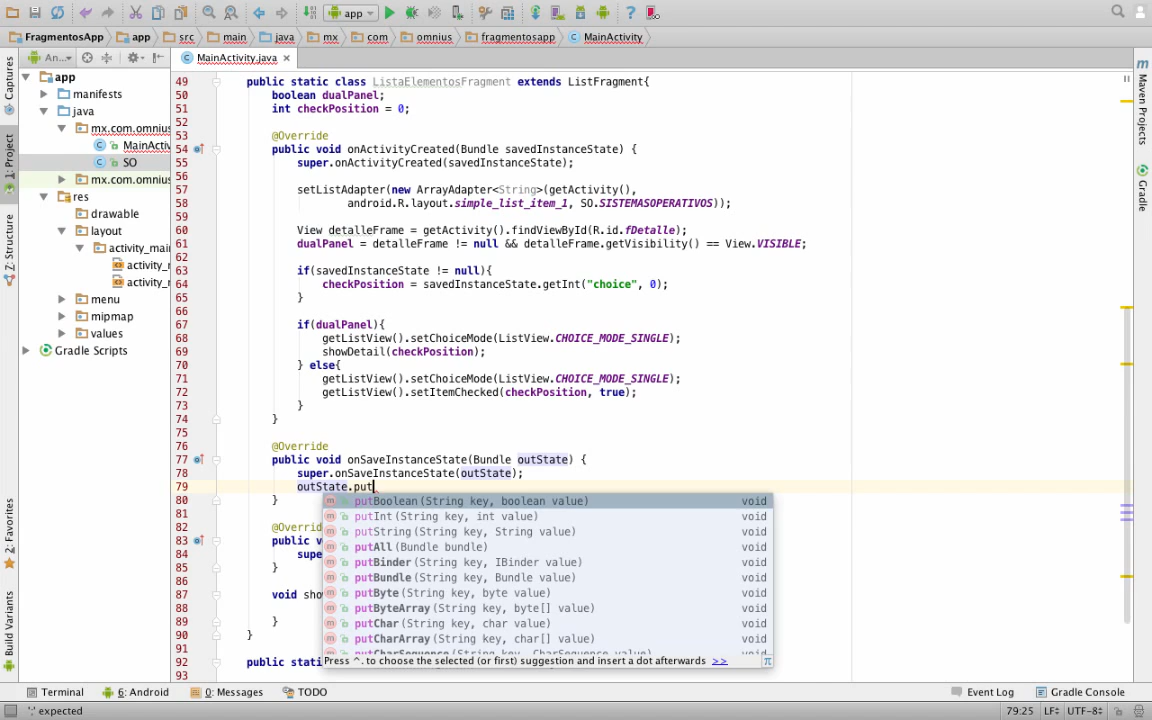 app
FragmentosApp
app
src
main
java
mx
com
omnius
fragmentosapp
MainActivity
An...
MainActivity.java
Captures
1: Project
Z: Structure
2: Favorites
Build Variants
Maven Projects
Gradle
app
manifests
java
mx.com.omnius
MainActiv
SO
mx.com.omnius
res
drawable
layout
activity_mai
activity_r
activity_r
menu
mipmap
values
Gradle Scripts
49 public static class ListaElementosFragment extends ListFragment{
50 boolean dualPanel;
51 int checkPosition = 0;
52
53 @Override
54 public void onActivityCreated(Bundle savedInstanceState) {
55 super.onActivityCreated(savedInstanceState);
56
57 setListAdapter(new ArrayAdapter<String>(getActivity(),
58 android.R.layout.simple_list_item_1, SO.SISTEMASOPERATIVOS));
59
60 View detalleFrame = getActivity().findViewById(R.id.fDetalle);
61 dualPanel = detalleFrame != null && detalleFrame.getVisibility() == View.VISIBLE;
62
63 if(savedInstanceState != null){
64 checkPosition = savedInstanceState.getInt("choice", 0);
65 }
66
67 if(dualPanel){
68 getListView().setChoiceMode(ListView.CHOICE_MODE_SINGLE);
69 showDetail(checkPosition);
70 } else{
71 getListView().setChoiceMode(ListView.CHOICE_MODE_SINGLE);
72 getListView().setItemChecked(checkPosition, true);
73 }
74 }
75
76 @Override
77 public void onSaveInstanceState(Bundle outState) {
78 super.onSaveInstanceState(outState);
79 outState.put
80 }
81
82 @Overrid
83 public v
84 supe
85 }
86
87 void sho
88
89 }
90 }
91
92 public stati
93
putBoolean(String key, boolean value) void
putInt(String key, int value) void
putString(String key, String value) void
putAll(Bundle bundle) void
putBinder(String key, IBinder value) void
putBundle(String key, Bundle value) void
putByte(String key, byte value) void
putByteArray(String key, byte[] value) void
putChar(String key, char value) void
putCharArray(String key, char[] value) void
putCharSequence(String key, CharSequence value) void
Press ^. to choose the selected (or first) suggestion and insert a dot afterwards >> π
Terminal
6: Android
0: Messages
TODO
Event Log
Gradle Console
';' expected
79:25
LF
UTF-8